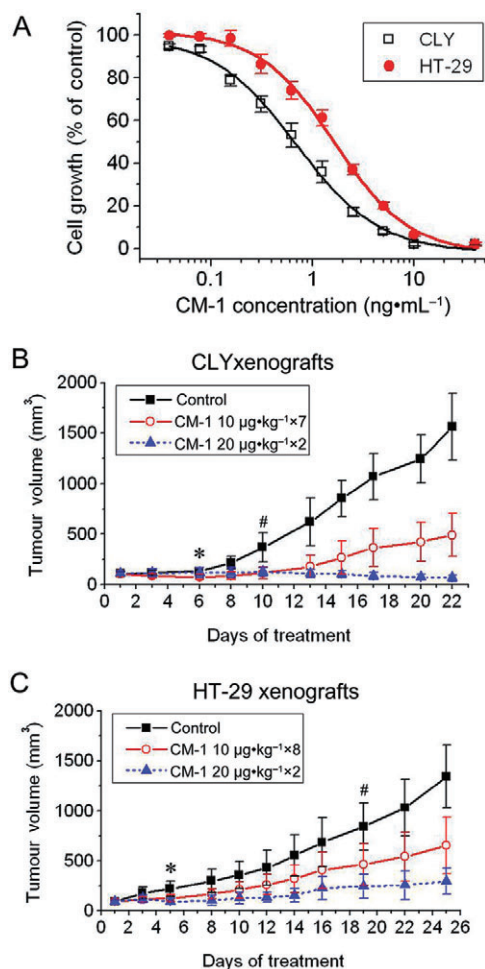 A
CLY
HT-29
Cell growth (% of control)
100
80
60
40
20
0
0.1
1
10
CM-1 concentration (ng•mL⁻¹)
B
CLYxenografts
Tumour volume (mm³)
2000
1500
1000
500
0
Control
CM-1 10 µg•kg⁻¹×7
CM-1 20 µg•kg⁻¹×2
*
#
0 2 4 6 8 10 12 14 16 18 20 22
Days of treatment
C
HT-29 xenografts
Tumour volume (mm³)
2000
1500
1000
500
0
Control
CM-1 10 µg•kg⁻¹×8
CM-1 20 µg•kg⁻¹×2
*
#
0 2 4 6 8 10 12 14 16 18 20 22 24 26
Days of treatment